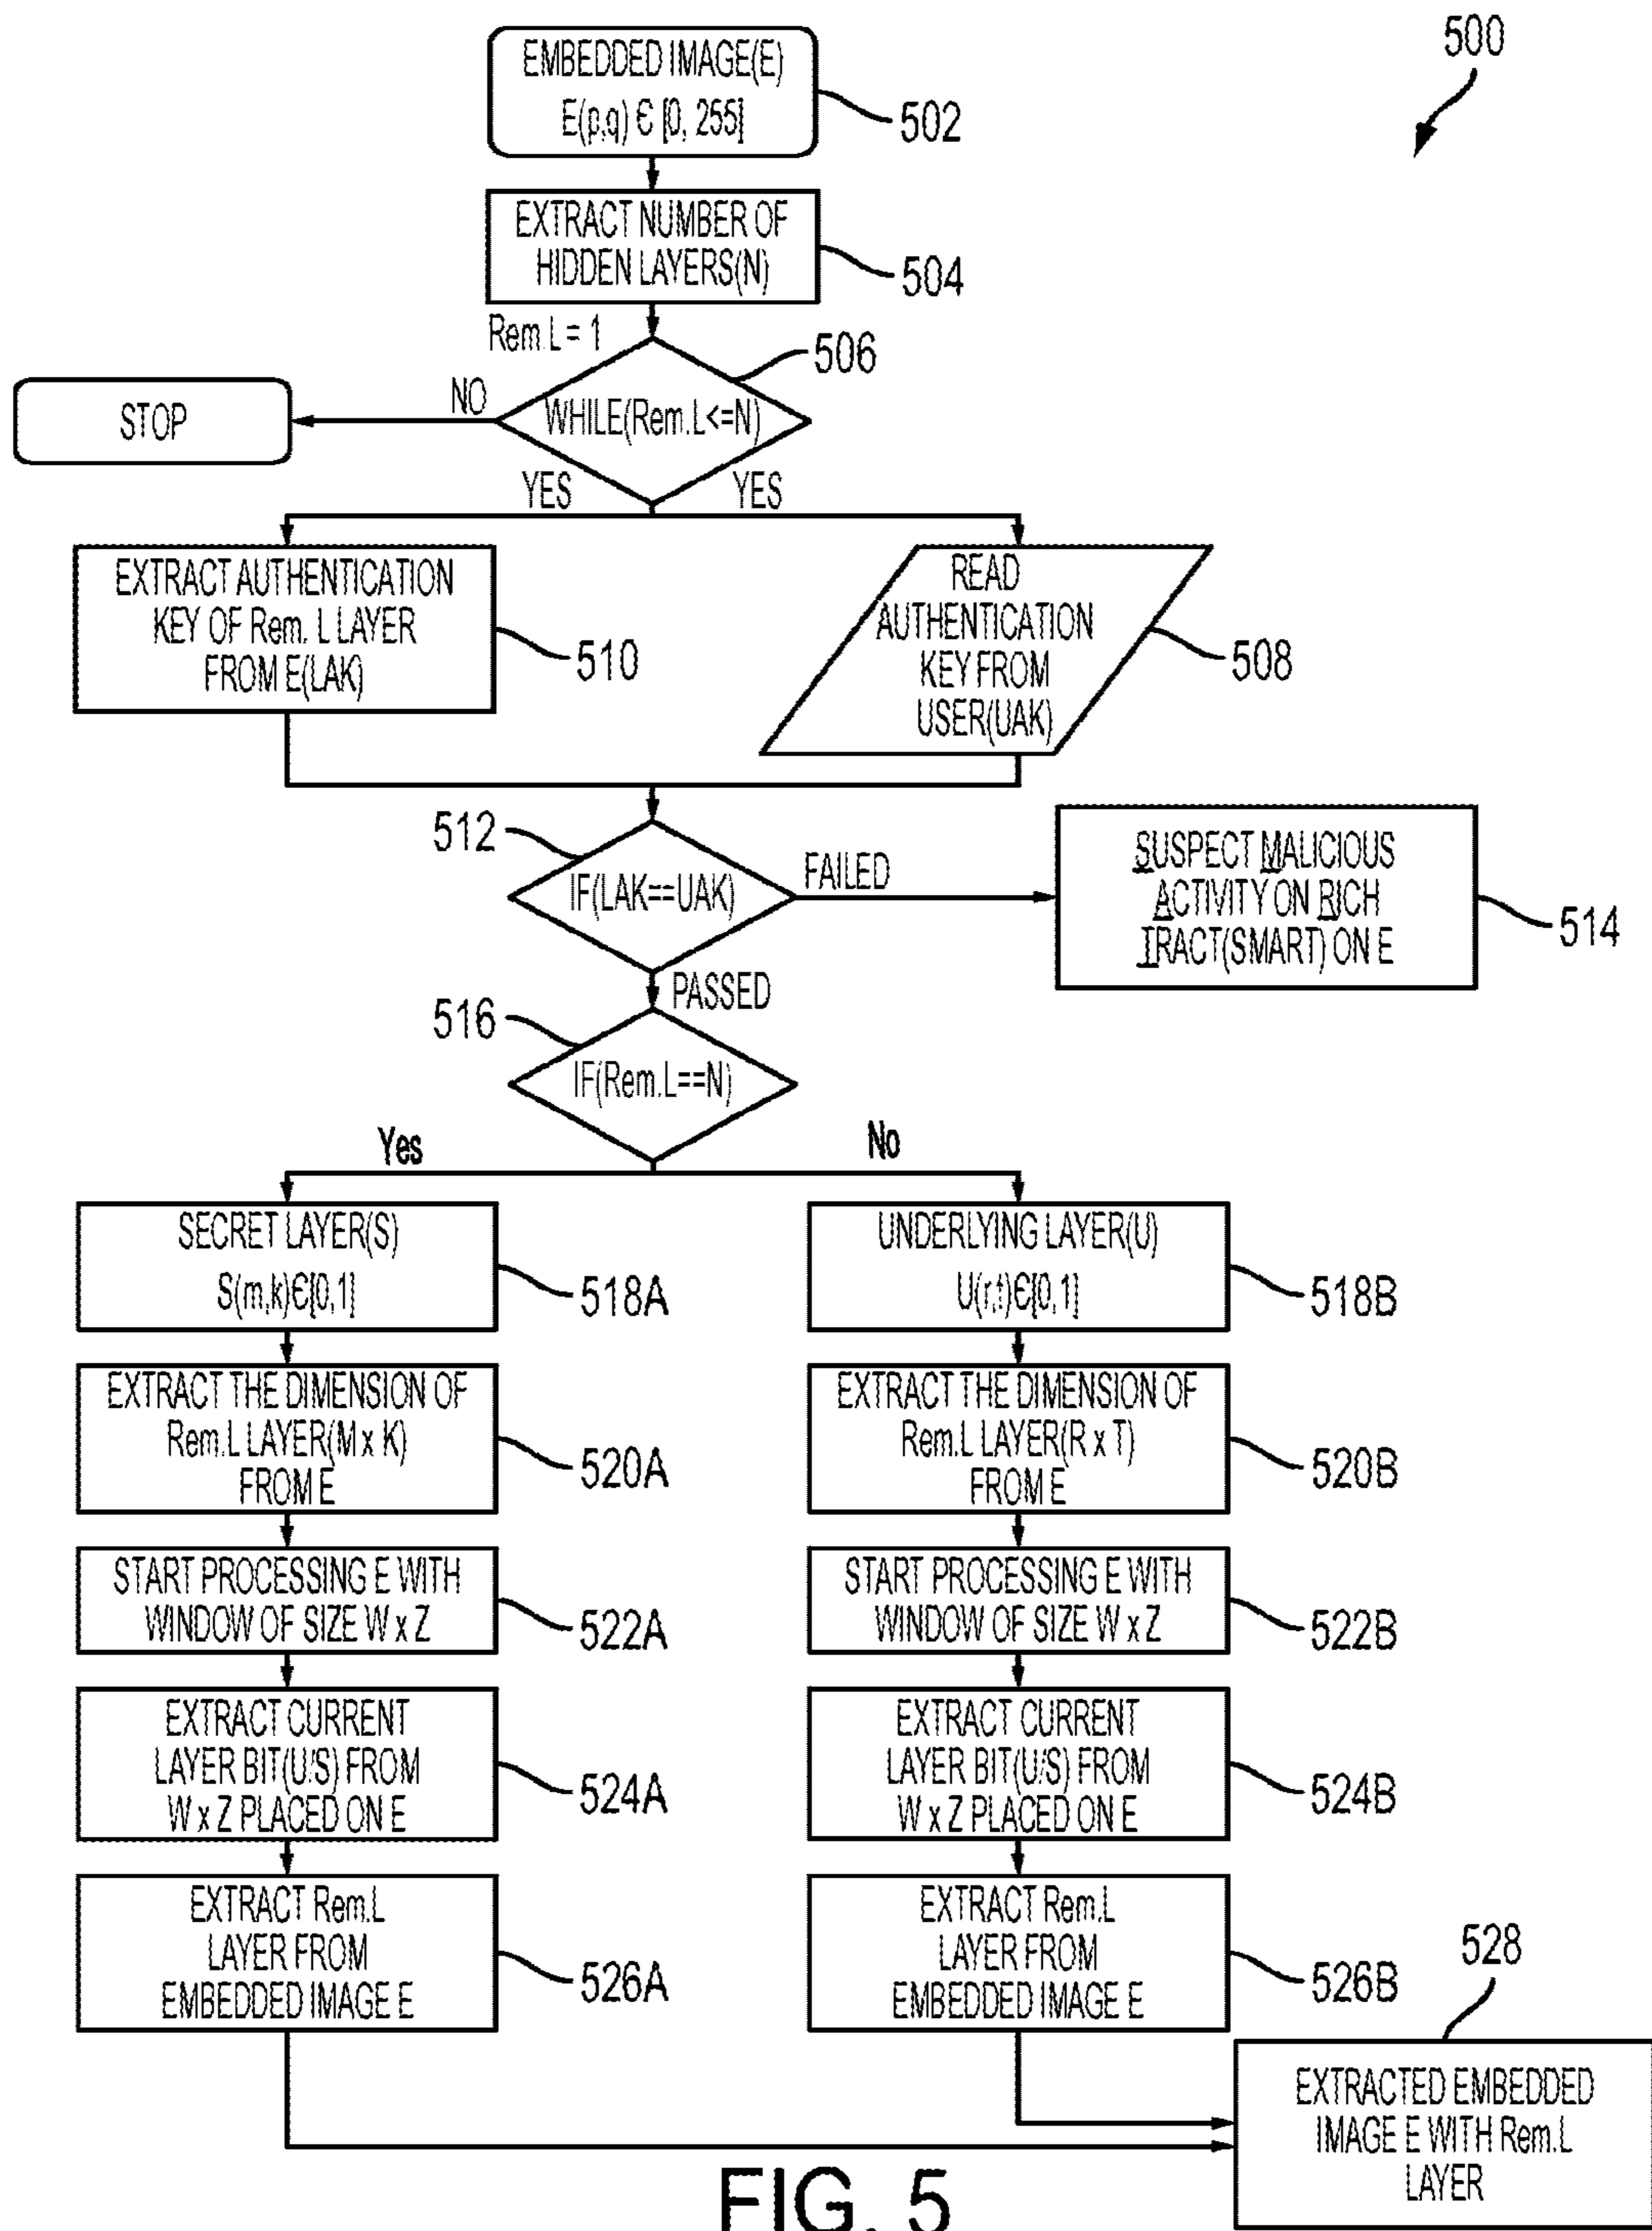 500
EMBEDDED IMAGE(E)
E(p,q) Є [0, 255]
502
EXTRACT NUMBER OF
HIDDEN LAYERS(N)
504
Rem.L = 1
506
WHILE(Rem.L<=N)
NO
STOP
YES
YES
EXTRACT AUTHENTICATION
KEY OF Rem. L LAYER
FROM E(LAK)
510
READ
AUTHENTICATION
KEY FROM
USER(UAK)
508
512
IF(LAK==UAK)
FAILED
SUSPECT MALICIOUS
ACTIVITY ON RICH
TRACT(SMART) ON E
514
PASSED
516
IF(Rem.L==N)
Yes
No
SECRET LAYER(S)
S(m,k)Є[0,1]
518A
UNDERLYING LAYER(U)
U(r,t)Є[0,1]
518B
EXTRACT THE DIMENSION OF
Rem.L LAYER(M x K)
FROM E
520A
EXTRACT THE DIMENSION OF
Rem.L LAYER(R x T)
FROM E
520B
START PROCESSING E WITH
WINDOW OF SIZE W x Z
522A
START PROCESSING E WITH
WINDOW OF SIZE W x Z
522B
EXTRACT CURRENT
LAYER BIT(U/S) FROM
W x Z PLACED ON E
524A
EXTRACT CURRENT
LAYER BIT(U/S) FROM
W x Z PLACED ON E
524B
EXTRACT Rem.L
LAYER FROM
EMBEDDED IMAGE E
526A
EXTRACT Rem.L
LAYER FROM
EMBEDDED IMAGE E
526B
528
EXTRACTED EMBEDDED
IMAGE E WITH Rem.L
LAYER
FIG. 5